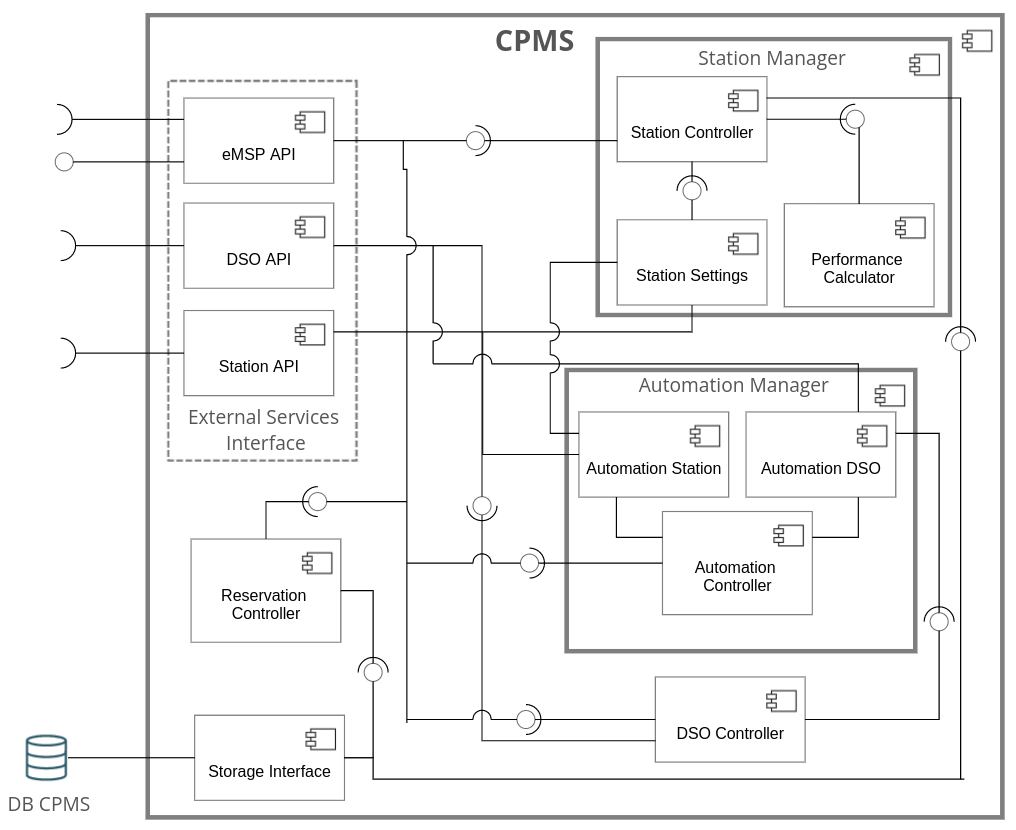 CPMS
Station Manager
Station Controller
eMSP API
DSO API
Station Settings
Performance
Calculator
Station API
External Services
Interface
Automation Manager
Automation Station
Automation DSO
Automation
Controller
Reservation
Controller
DSO Controller
Storage Interface
DB CPMS